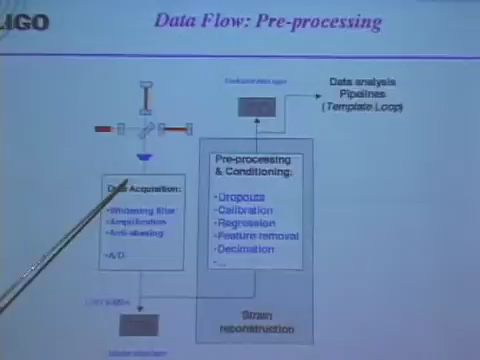 LIGO
Data Flow: Pre-processing
Data analysis
Pipelines
(Template Loop)
Pre-processing
& Conditioning:
•Dropouts
•Calibration
•Regression
•Feature removal
•Decimation
•...
Data Acquisition:
•Whitening filter
•Amplification
•Anti-aliasing
•A/D
Strain
reconstruction